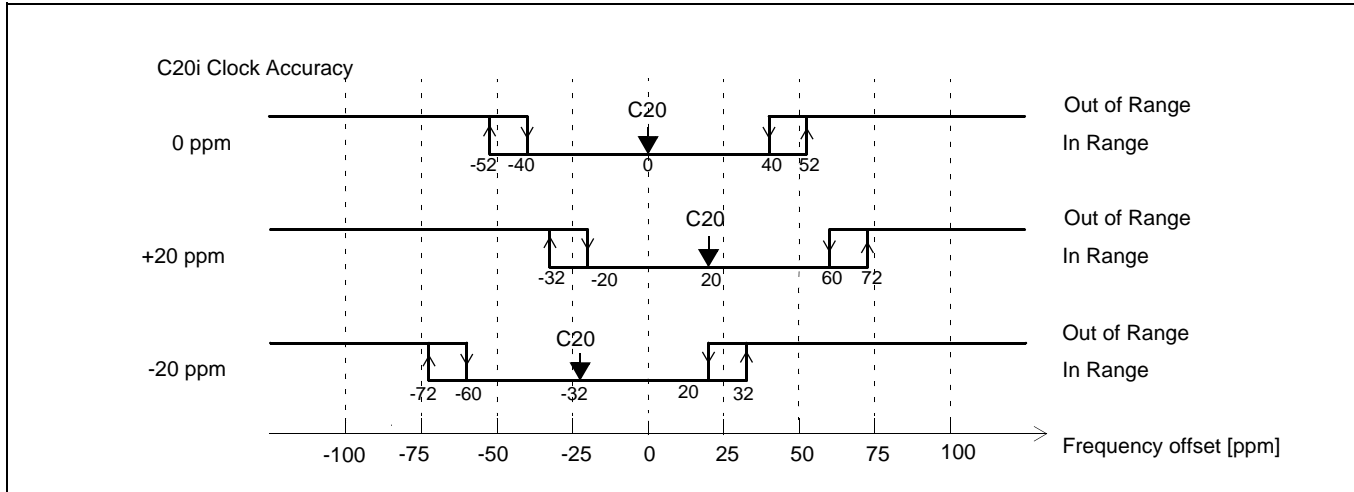 C20i Clock Accuracy
C20
Out of Range
0 ppm
In Range
-52 -40 0 40 52
C20
Out of Range
+20 ppm
In Range
-32 -20 20 60 72
C20
Out of Range
-20 ppm
In Range
-72 -60 -32 20 32
-100 -75 -50 -25 0 25 50 75 100
Frequency offset [ppm]